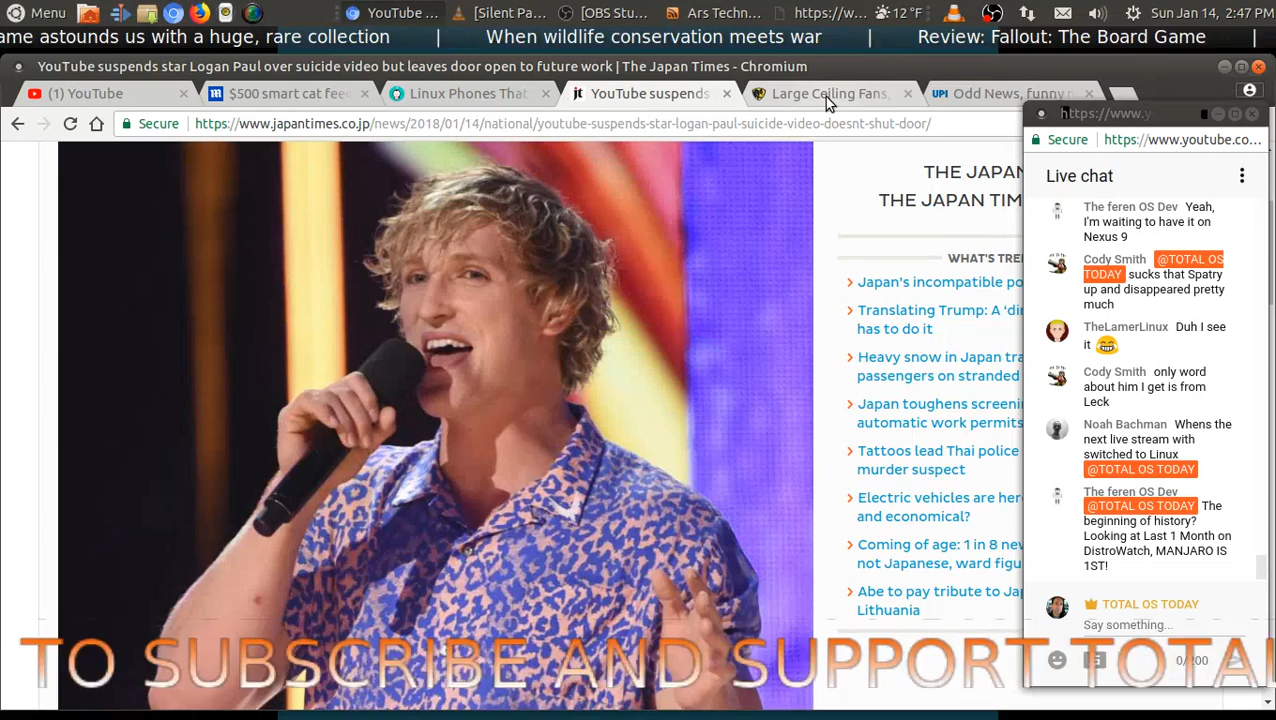 Menu
YouTube ...
[Silent Pa...
[OBS Stu...
Ars Techn...
https://w...
12 °F
Sun Jan 14, 2:47 PM
ame astounds us with a huge, rare collection | When wildlife conservation meets war | Review: Fallout: The Board Game |
YouTube suspends star Logan Paul over suicide video but leaves door open to future work | The Japan Times - Chromium
(1) YouTube
$500 smart cat feed
Linux Phones That
jt YouTube suspends
Large Ceiling Fans,
UPI Odd News, funny
Secure https://www.japantimes.co.jp/news/2018/01/14/national/youtube-suspends-star-logan-paul-suicide-video-doesnt-shut-door/
THE JAPAN
THE JAPAN TIM
WHAT'S TRE
Japan's incompatible po
Translating Trump: A 'di
has to do it
Heavy snow in Japan tra
passengers on stranded
Japan toughens screenin
automatic work permits
Tattoos lead Thai police
murder suspect
Electric vehicles are her
and economical?
Coming of age: 1 in 8 new
not Japanese, ward figu
Abe to pay tribute to Jap
Lithuania
https://www.y
Secure https://www.youtube.co...
Live chat
The feren OS Dev Yeah,
I'm waiting to have it on
Nexus 9
Cody Smith @TOTAL OS
TODAY sucks that Spatry
up and disappeared pretty
much
TheLamerLinux Duh I see
it
Cody Smith only word
about him I get is from
Leck
Noah Bachman Whens the
next live stream with
switched to Linux
@TOTAL OS TODAY
The feren OS Dev
@TOTAL OS TODAY The
beginning of history?
Looking at Last 1 Month on
DistroWatch, MANJARO IS
1ST!
TOTAL OS TODAY
Say something...
0/200
TO SUBSCRIBE AND SUPPORT TOTAL